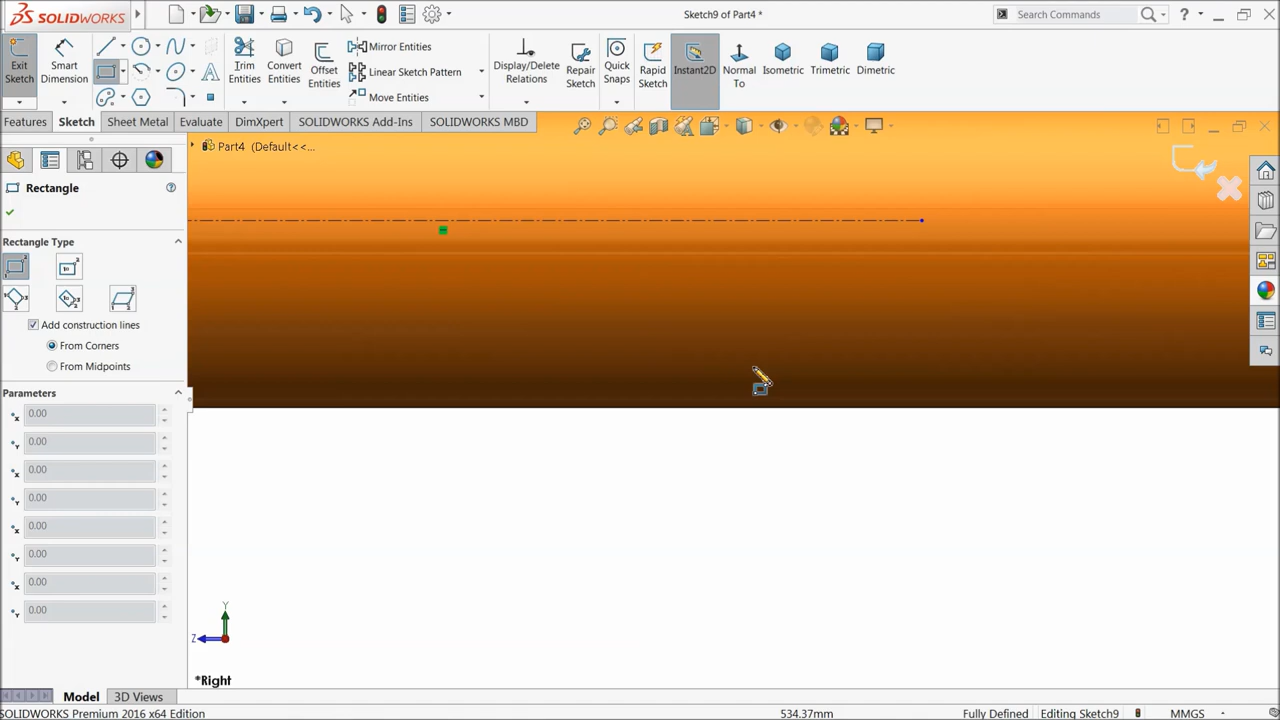 SOLIDWORKS
Sketch9 of Part4 *
Search Commands
?
Exit Sketch
Smart Dimension
Trim Entities
Convert Entities
Offset Entities
Mirror Entities
Linear Sketch Pattern
Move Entities
Display/Delete Relations
Repair Sketch
Quick Snaps
Rapid Sketch
Instant2D
Normal To
Isometric
Trimetric
Dimetric
Features
Sketch
Sheet Metal
Evaluate
DimXpert
SOLIDWORKS Add-Ins
SOLIDWORKS MBD
Part4 (Default<<...
Rectangle
Rectangle Type
Add construction lines
From Corners
From Midpoints
Parameters
0.00
0.00
0.00
0.00
0.00
0.00
0.00
0.00
Y
Z
*Right
Model
3D Views
SOLIDWORKS Premium 2016 x64 Edition
534.37mm
Fully Defined
Editing Sketch9
MMGS